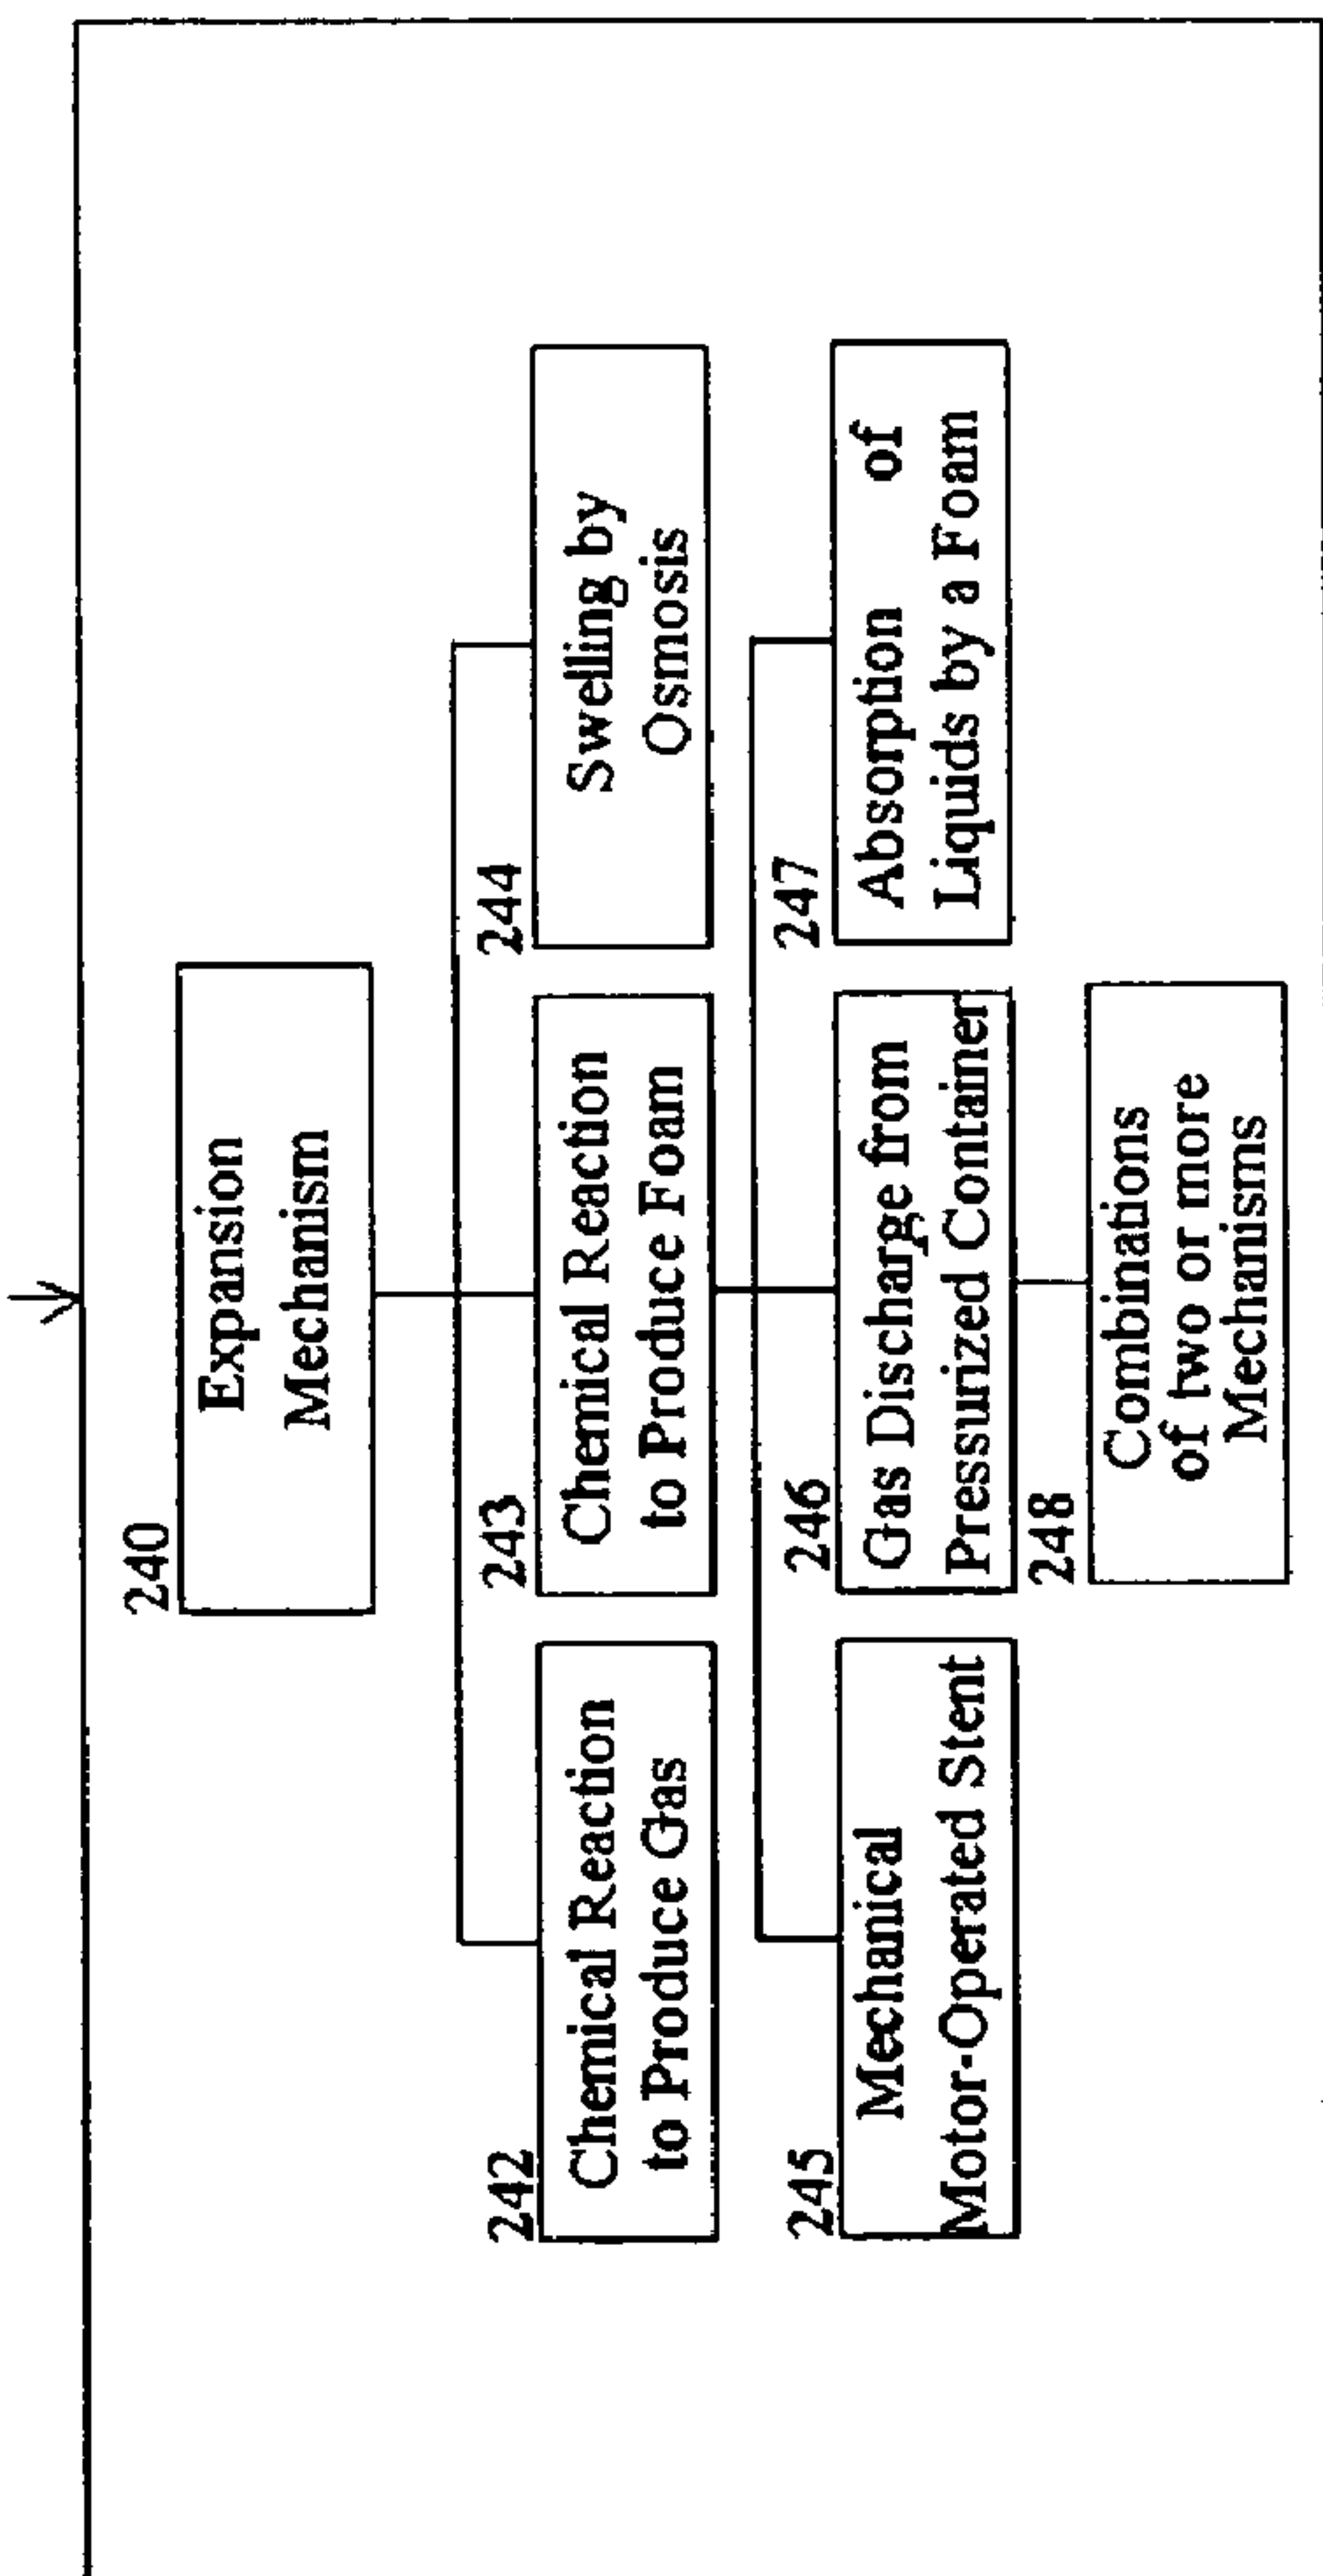 240
Expansion
Mechanism
242
Chemical Reaction
to Produce Gas
243
Chemical Reaction
to Produce Foam
244
Swelling by
Osmosis
245
Mechanical
Motor-Operated Stent
246
Gas Discharge from
Pressurized Container
247
Absorption of
Liquids by a Foam
248
Combinations
of two or more
Mechanisms